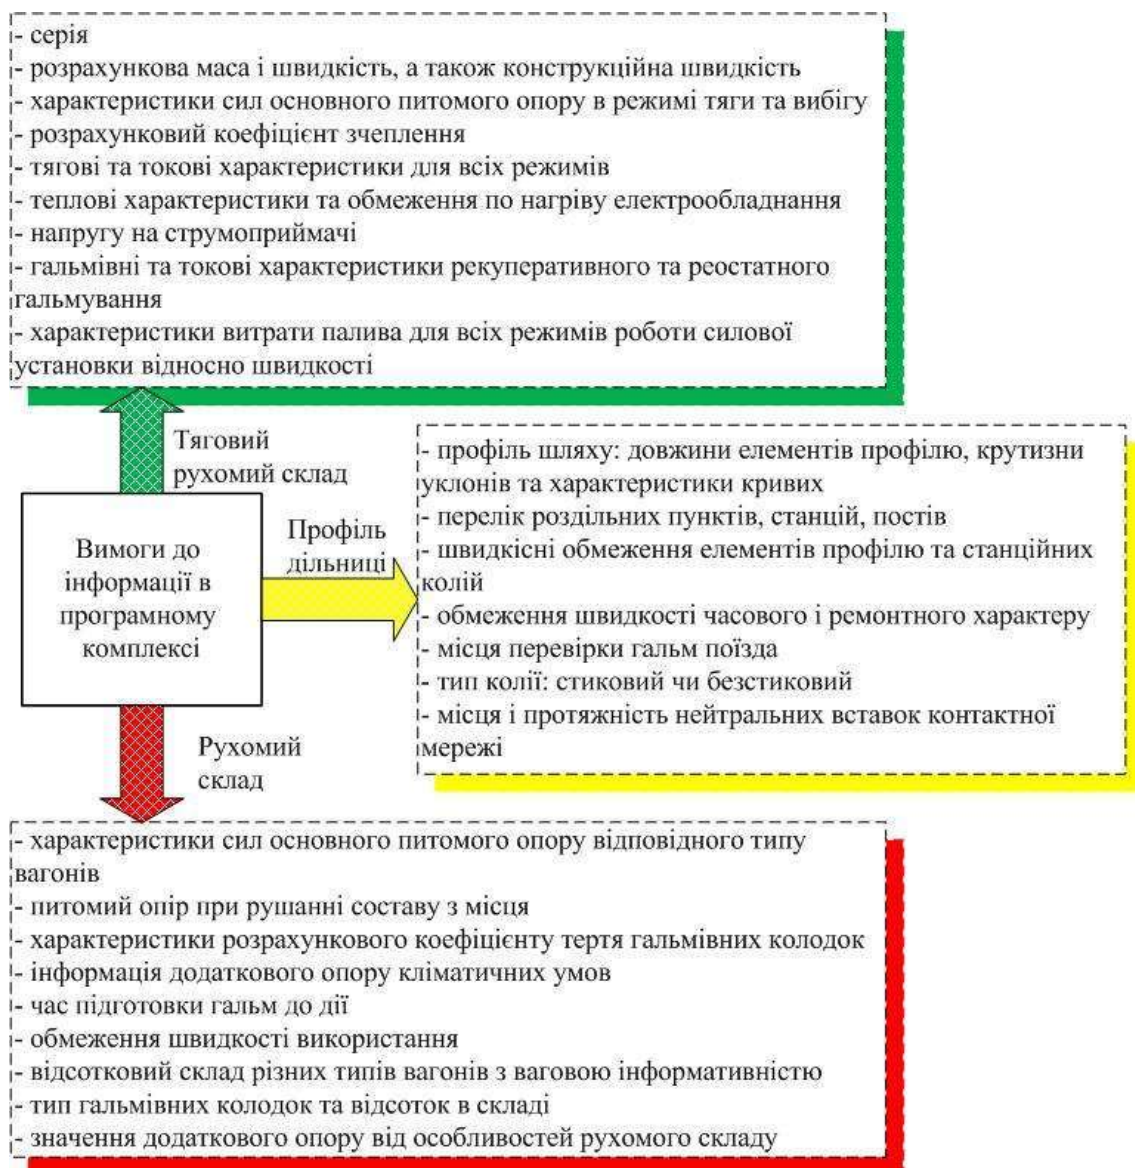 - серія
- розрахункова маса і швидкість, а також конструкційна швидкість
- характеристики сил основного питомого опору в режимі тяги та вибігу
- розрахунковий коефіцієнт зчеплення
- тягові та токові характеристики для всіх режимів
- теплові характеристики та обмеження по нагріву електрообладнання
- напругу на струмоприймачі
- гальмівні та токові характеристики рекуперативного та реостатного
гальмування
- характеристики витрати палива для всіх режимів роботи силової
установки відносно швидкості
Тяговий
рухомий склад
Вимоги до
інформації в
програмному
комплексі
Профіль
дільниці
- профіль шляху: довжини елементів профілю, крутизни
уклонів та характеристики кривих
- перелік роздільних пунктів, станцій, постів
- швидкісні обмеження елементів профілю та станційних
колій
- обмеження швидкості часового і ремонтного характеру
- місця перевірки гальм поїзда
- тип колії: стиковий чи безстиковий
- місця і протяжність нейтральних вставок контактної
мережі
Рухомий
склад
- характеристики сил основного питомого опору відповідного типу
вагонів
- питомий опір при рушанні составу з місця
- характеристики розрахункового коефіцієнту тертя гальмівних колодок
- інформація додаткового опору кліматичних умов
- час підготовки гальм до дії
- обмеження швидкості використання
- відсотковий склад різних типів вагонів з ваговою інформативністю
- тип гальмівних колодок та відсоток в складі
- значення додаткового опору від особливостей рухомого складу